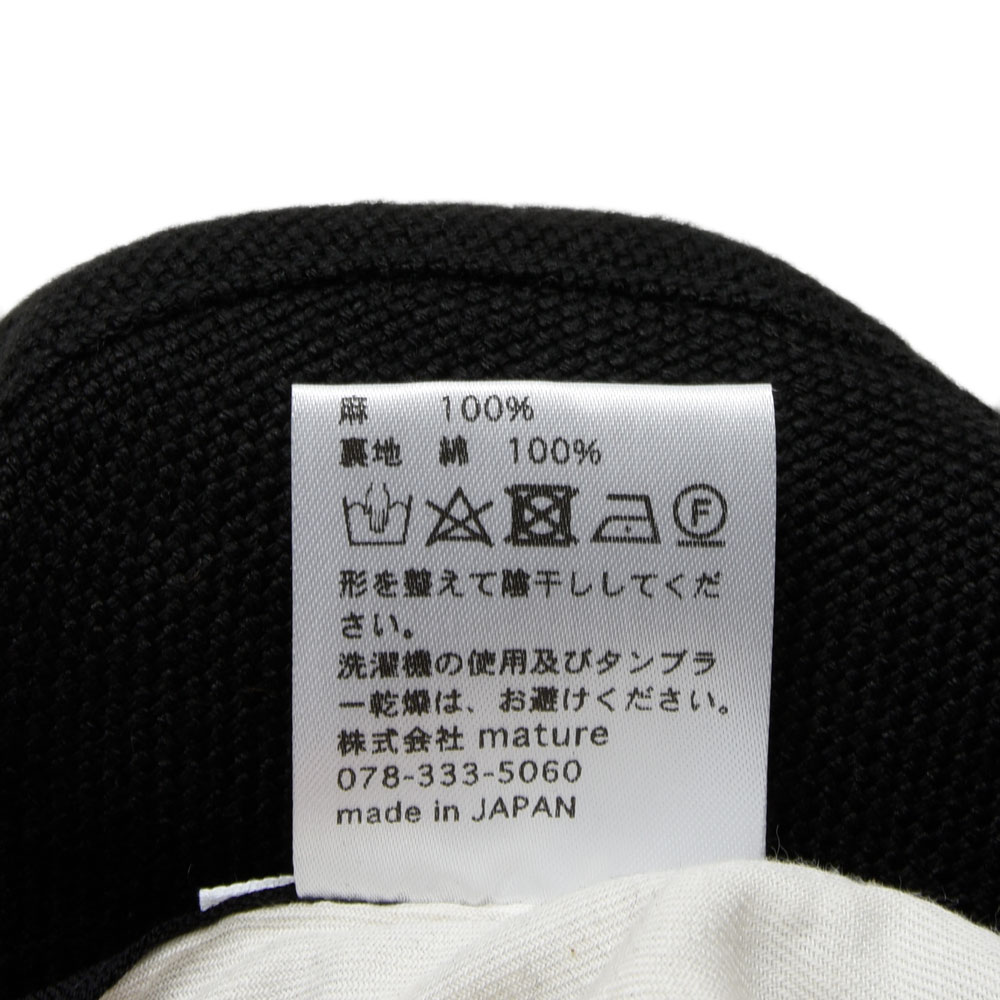 麻 100%
裏地 綿 100%
F
形を整えて陰干ししてくだ
さい。
洗濯機の使用及びタンブラ
ー乾燥は、お避けください。
株式会社 mature
078-333-5060
made in JAPAN